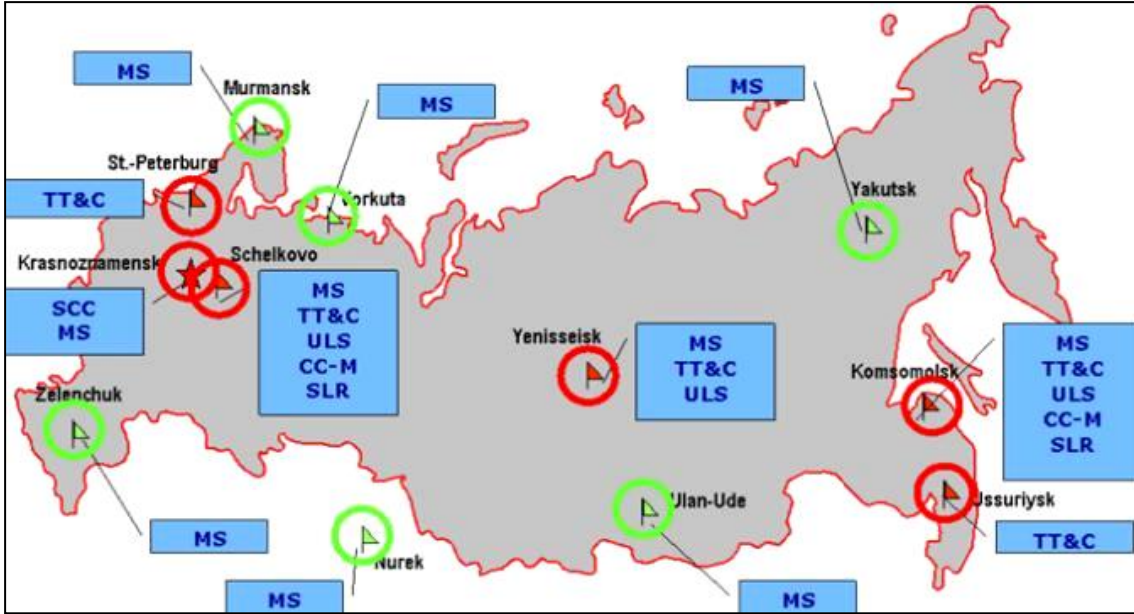 MS
Murmansk
MS
MS
St.-Peterburg
TT&C
Vorkuta
Yakutsk
Krasnoznamensk
Schelkovo
SCC
MS
MS
TT&C
ULS
CC-M
SLR
Yenisseisk
MS
TT&C
ULS
Komsomolsk
MS
TT&C
ULS
CC-M
SLR
Zelenchuk
MS
Nurek
MS
Ulan-Ude
MS
Ussuriysk
TT&C